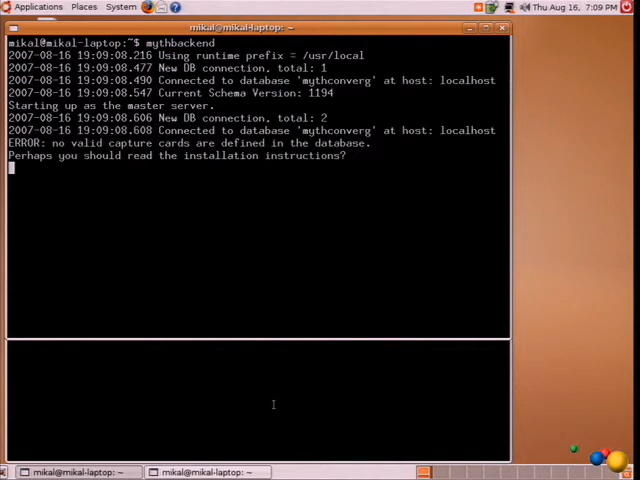 Applications Places System
Thu Aug 16, 7:09 PM
mikal@mikal-laptop: ~
mikal@mikal-laptop:~$ mythbackend
2007-08-16 19:09:08.216 Using runtime prefix = /usr/local
2007-08-16 19:09:08.477 New DB connection, total: 1
2007-08-16 19:09:08.490 Connected to database 'mythconverg' at host: localhost
2007-08-16 19:09:08.547 Current Schema Version: 1194
Starting up as the master server.
2007-08-16 19:09:08.606 New DB connection, total: 2
2007-08-16 19:09:08.608 Connected to database 'mythconverg' at host: localhost
ERROR: no valid capture cards are defined in the database.
Perhaps you should read the installation instructions?
mikal@mikal-laptop: ~
mikal@mikal-laptop: ~